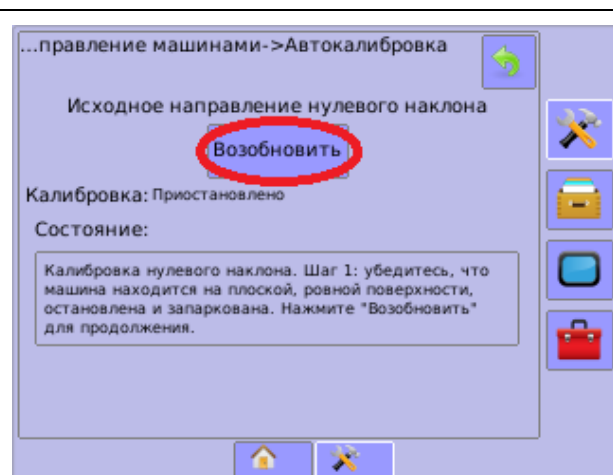 ...правление машинами->Автокалибровка
Исходное направление нулевого наклона
Возобновить
Калибровка: Приостановлено
Состояние:
Калибровка нулевого наклона. Шаг 1: убедитесь, что
машина находится на плоской, ровной поверхности,
остановлена и запаркована. Нажмите "Возобновить"
для продолжения.